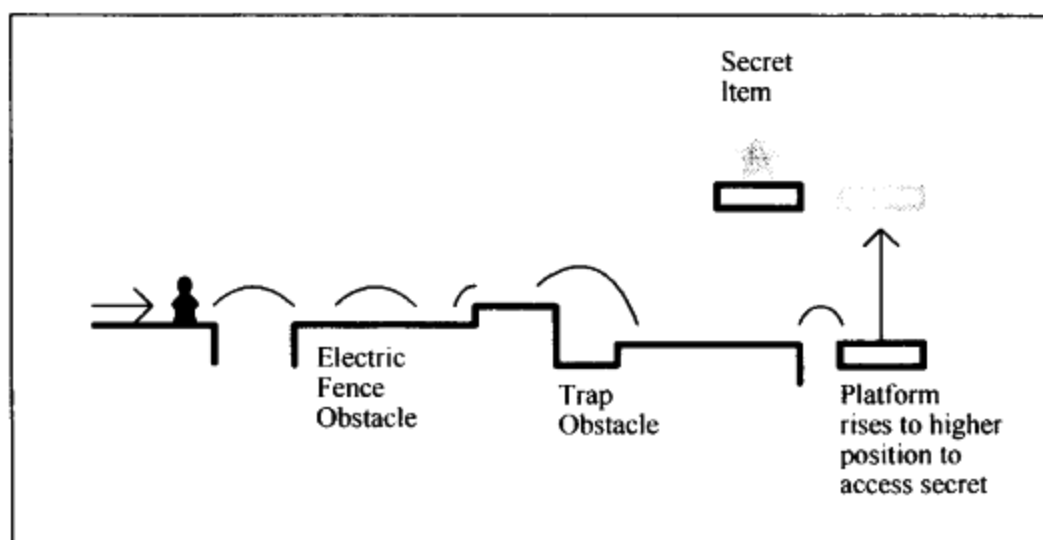 Secret
Item
Electric
Fence
Obstacle
Trap
Obstacle
Platform
rises to higher
position to
access secret